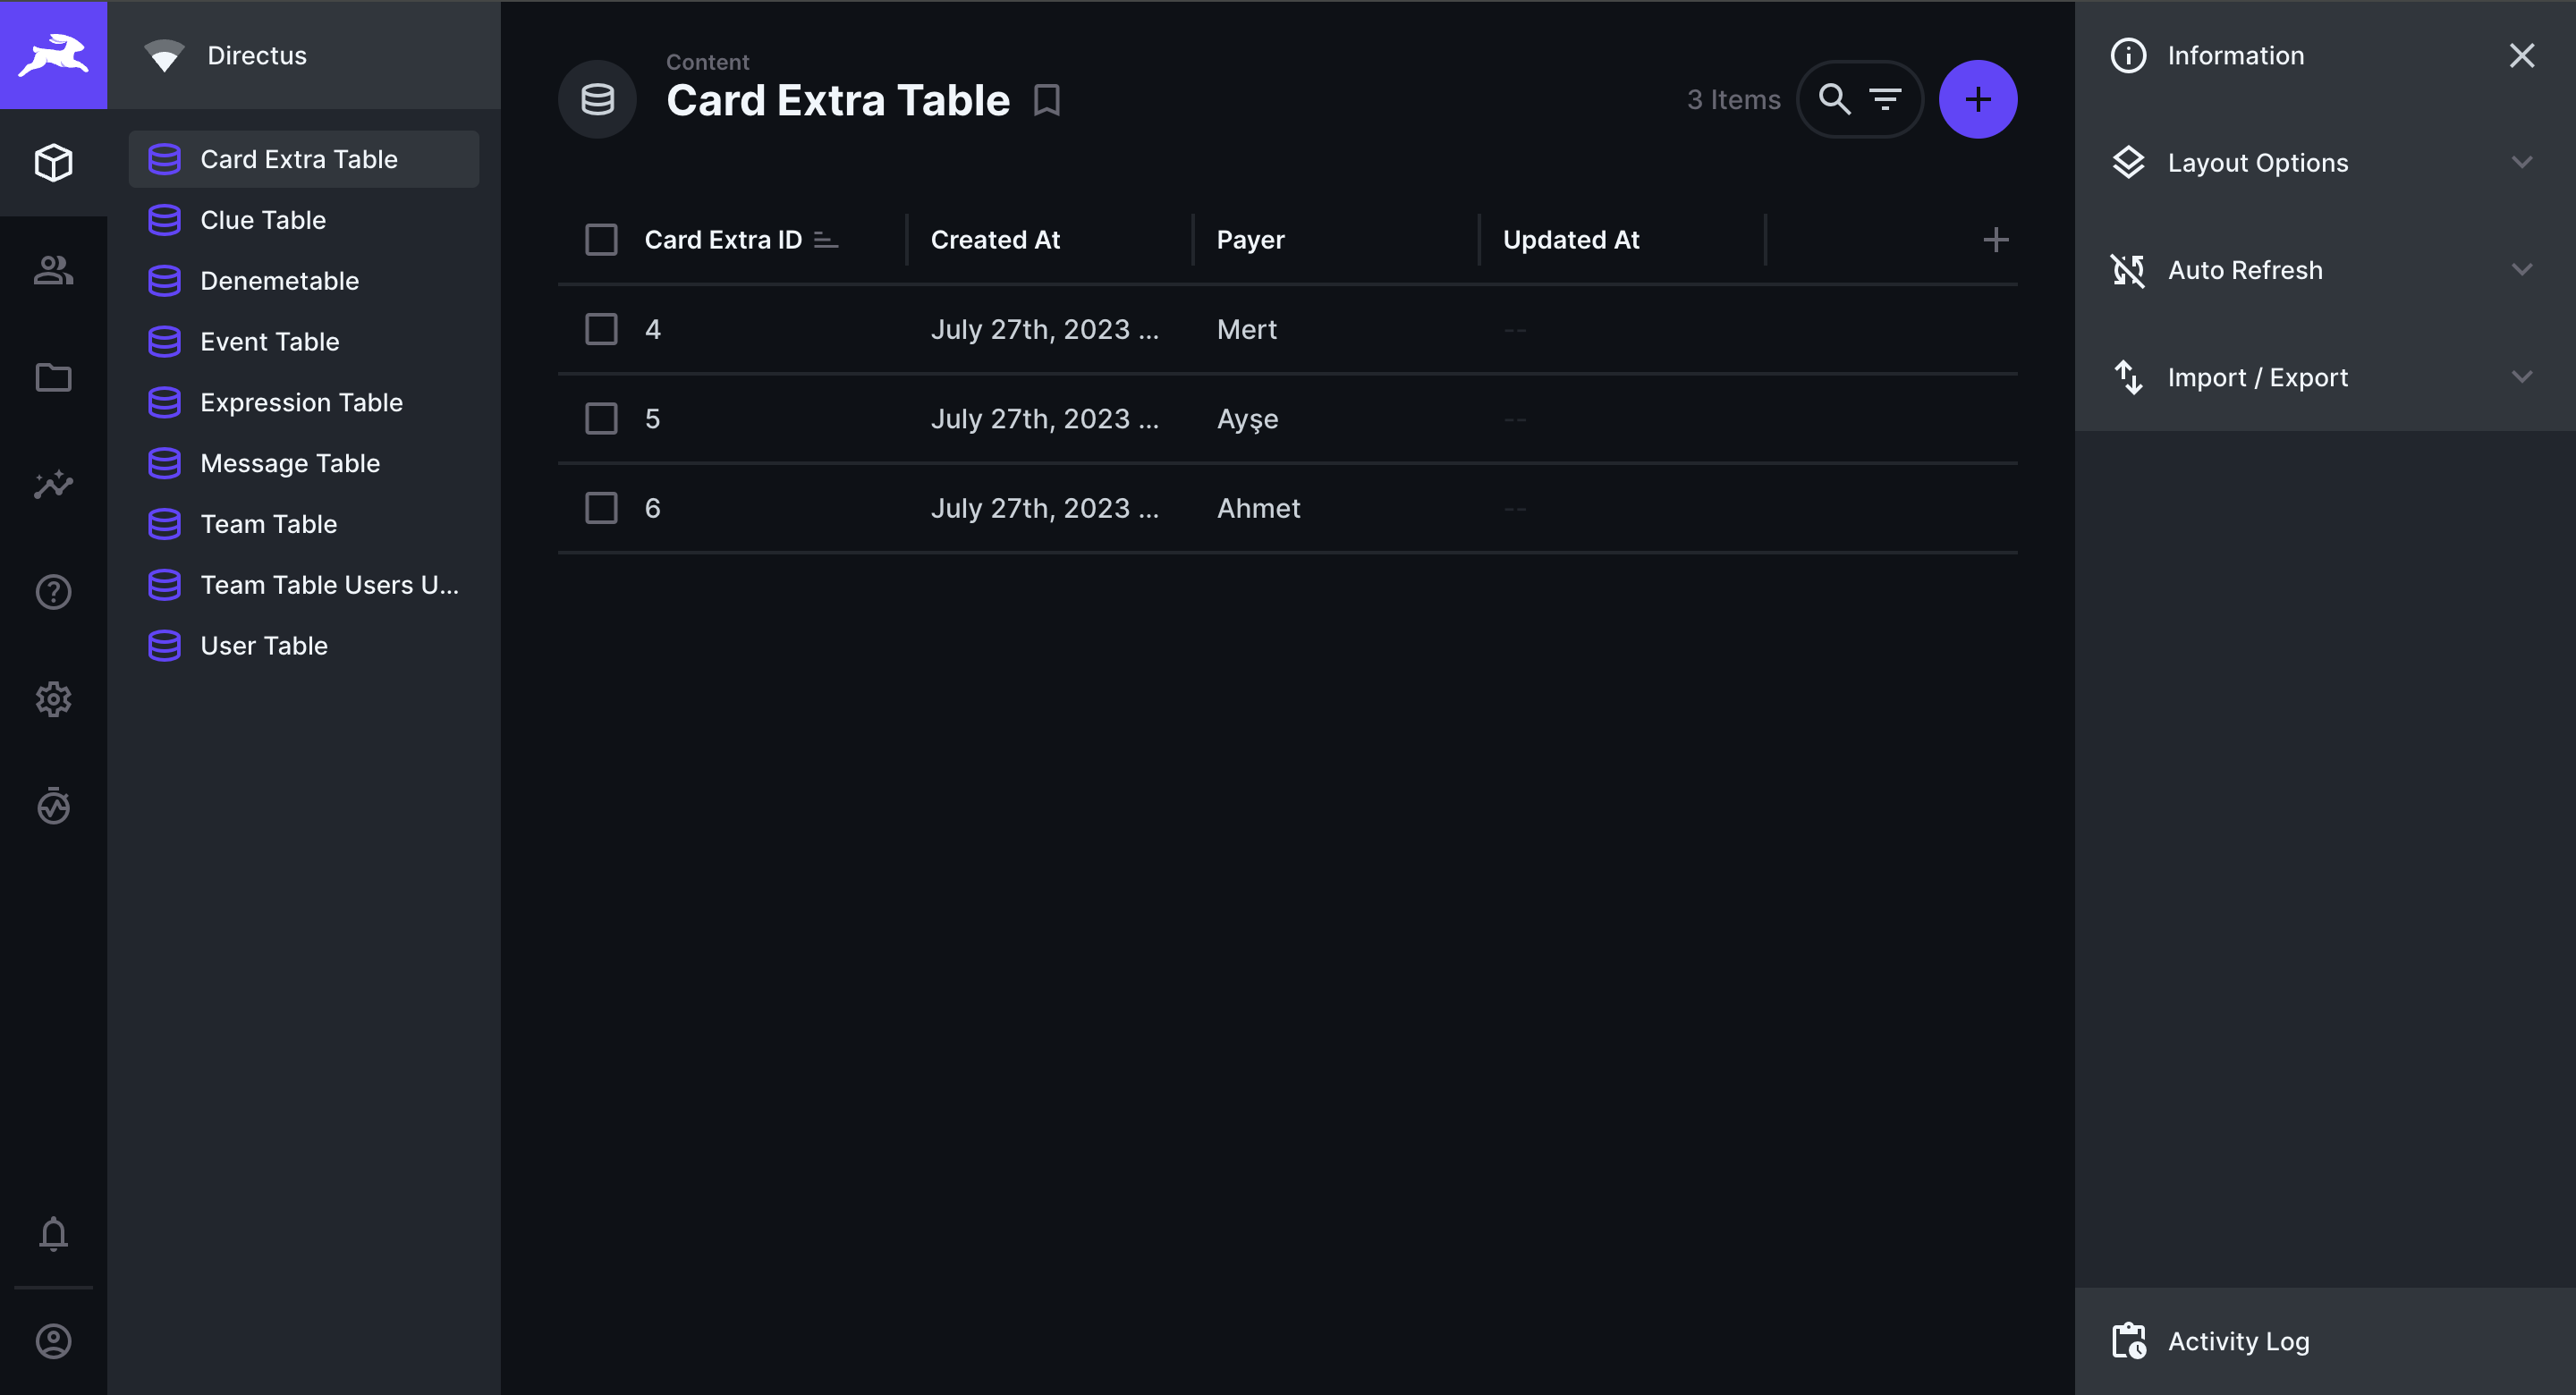 Directus
Card Extra Table
Clue Table
Denemetable
Event Table
Expression Table
Message Table
Team Table
Team Table Users U...
User Table
Content
Card Extra Table
3 Items
Card Extra ID Created At Payer Updated At
4 July 27th, 2023 ... Mert --
5 July 27th, 2023 ... Ayşe --
6 July 27th, 2023 ... Ahmet --
Information
Layout Options
Auto Refresh
Import / Export
Activity Log